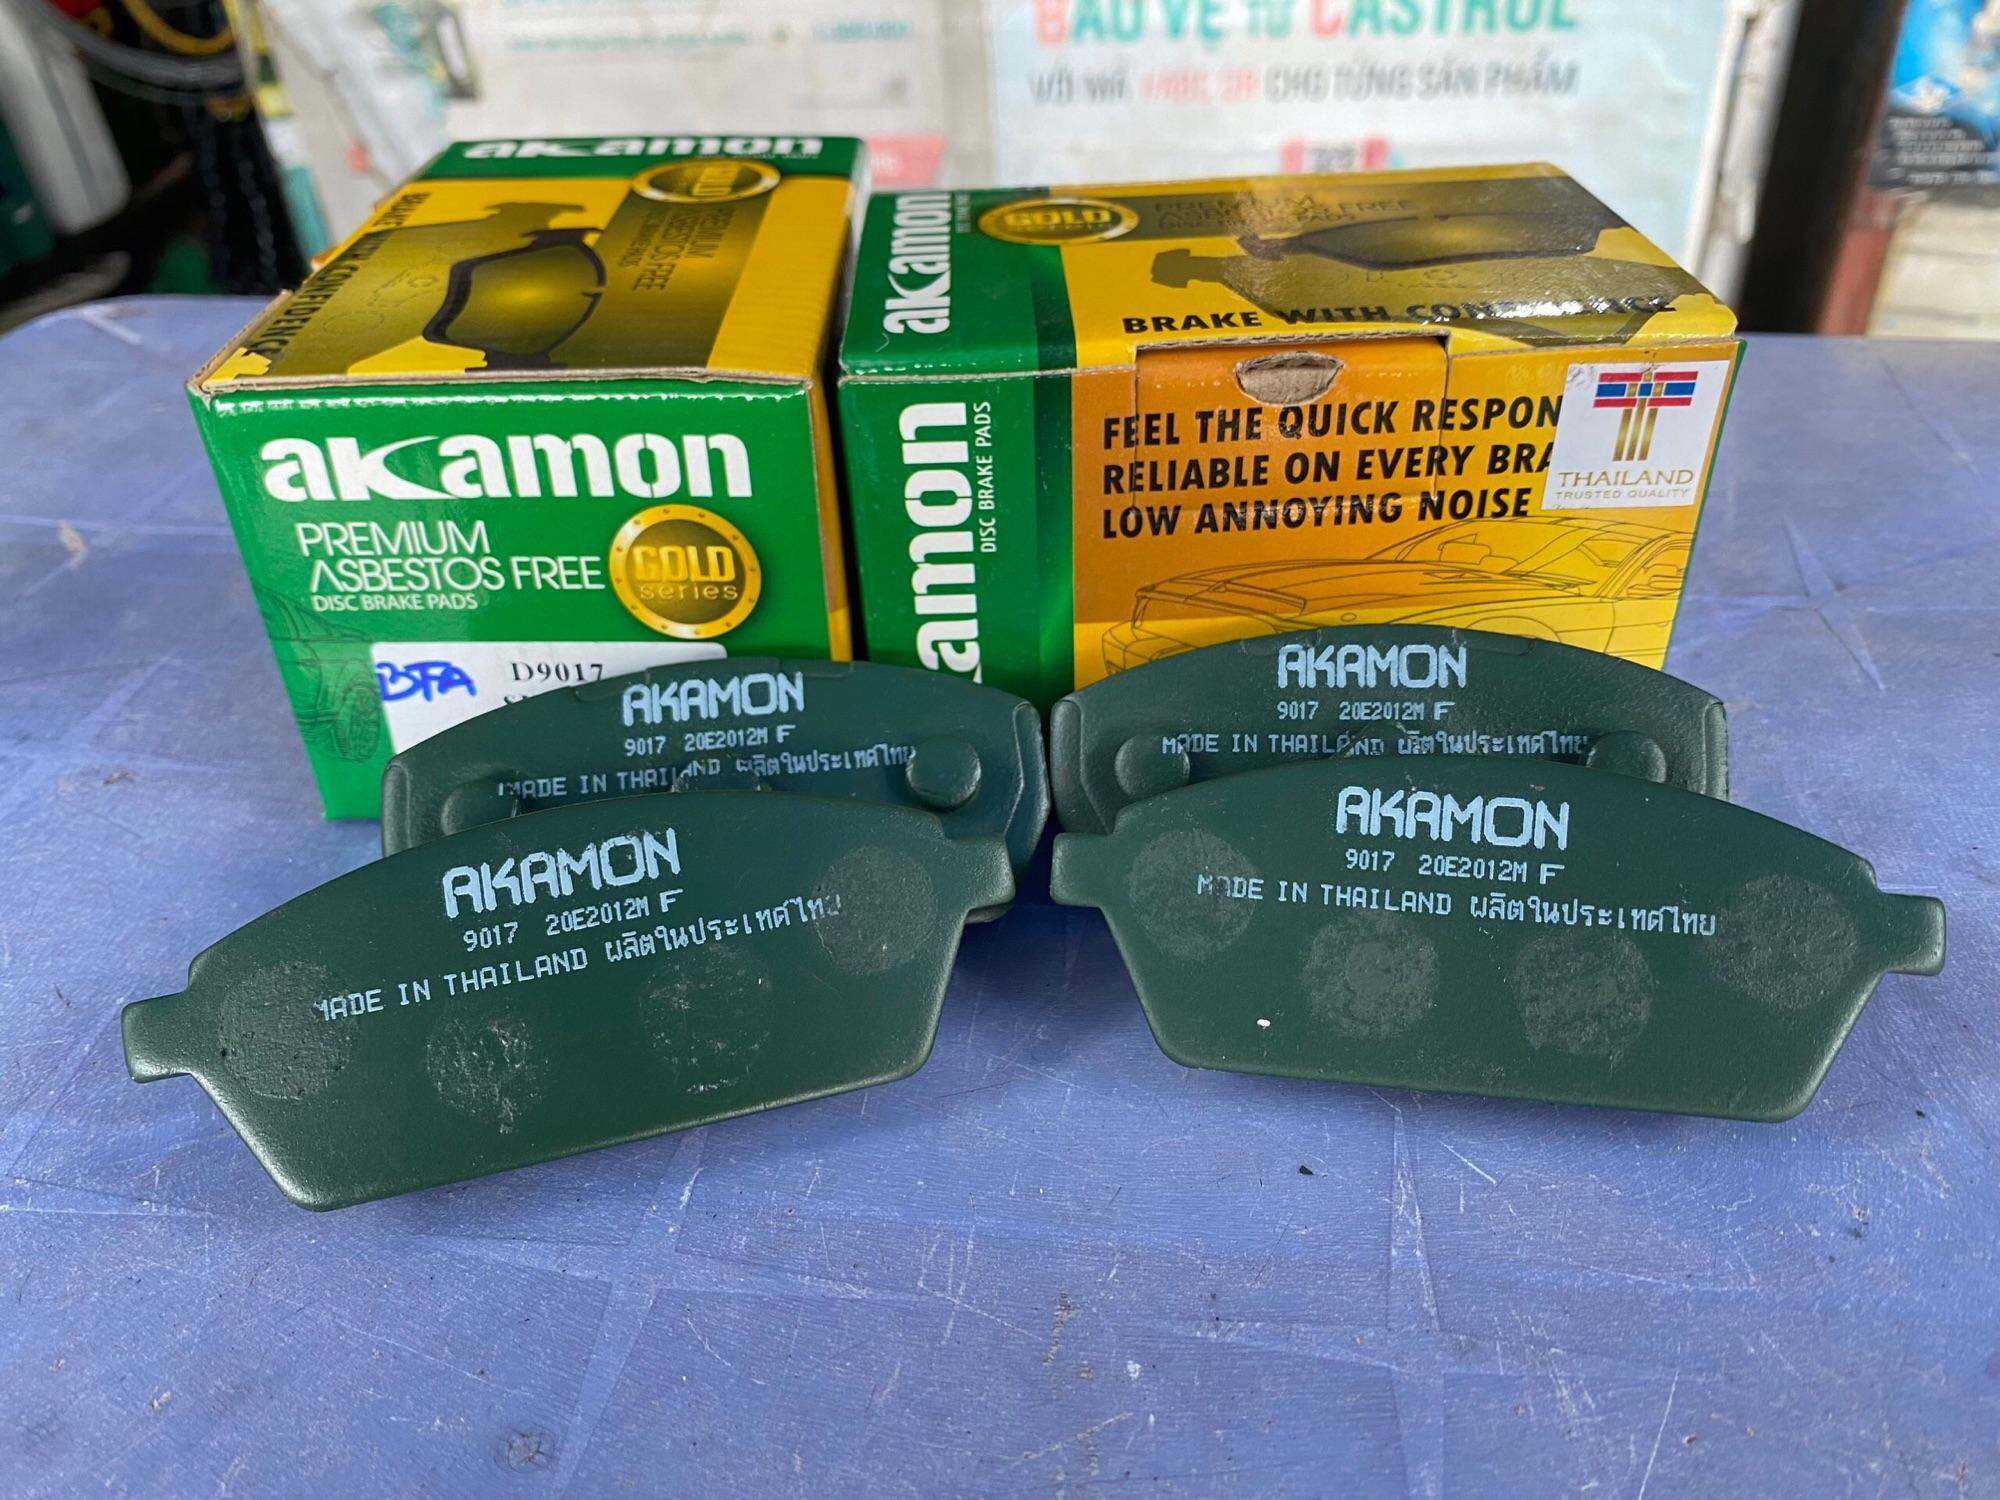 BẢO VỆ TỪ CASTROL
CHO TỪNG SẢN PHẨM
akamon
GOLD
series
PREMIUM
ASBESTOS FREE
akamon
PREMIUM
ASBESTOS FREE
DISC BRAKE PADS
GOLD
series
BFA
D9017
akamon
GOLD
PREMIUM
BRAKE WITH CONFIDENCE
akamon
DISC BRAKE PADS
FEEL THE QUICK RESPON
RELIABLE ON EVERY BRA
LOW ANNOYING NOISE
THAILAND
TRUSTED QUALITY
AKAMON
9017 20E2012M F
MADE IN THAILAND ผลิตในประเทศไทย
AKAMON
9017 20E2012M F
MADE IN THAILAND ผลิตในประเทศไทย
AKAMON
9017 20E2012M F
MADE IN THAILAND ผลิตในประเทศไทย
AKAMON
9017 20E2012M F
MADE IN THAILAND ผลิตในประเทศไทย